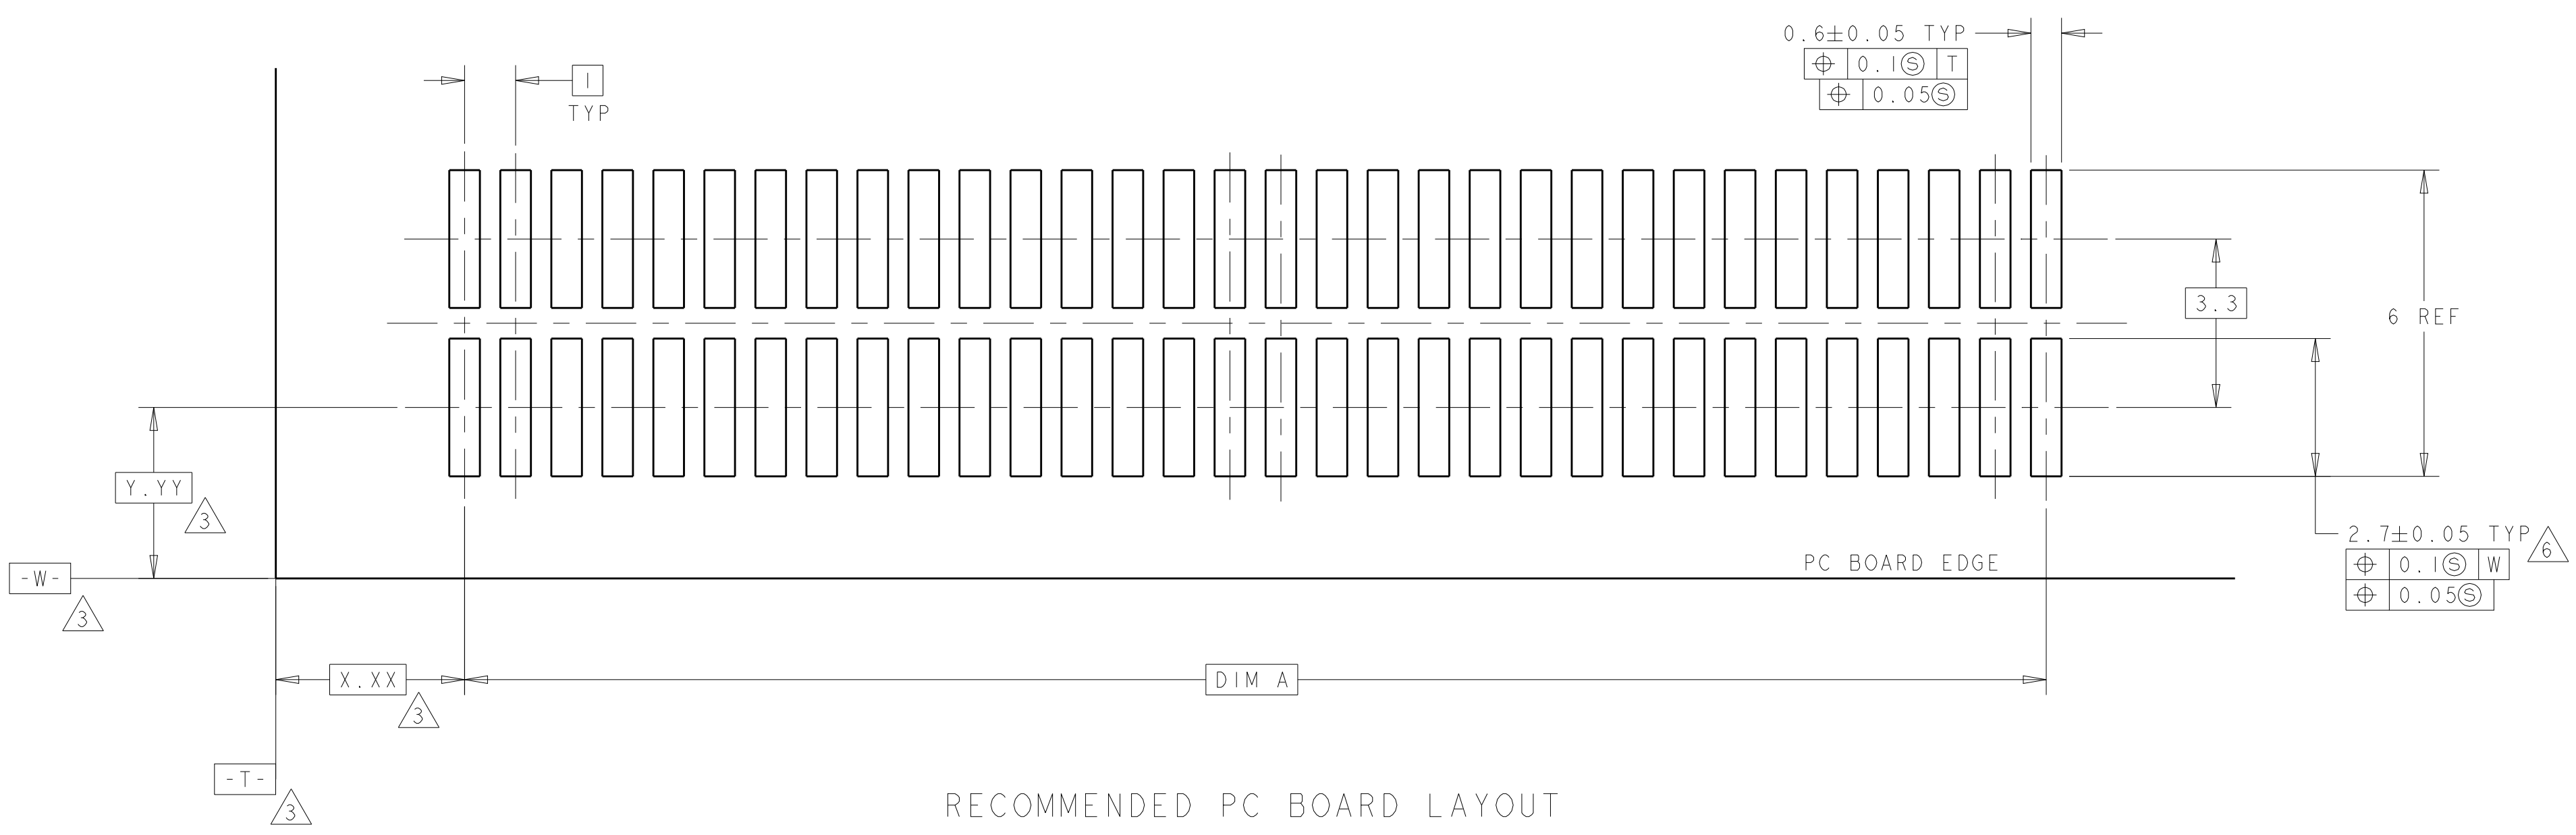 0.6±0.05 TYP
⌖ 0.1Ⓢ T
⌖ 0.05Ⓢ
1
TYP
3.3
6 REF
Y.YY
3
2.7±0.05 TYP 6
⌖ 0.1Ⓢ W
⌖ 0.05Ⓢ
PC BOARD EDGE
-W-
3
X.XX
3
DIM A
-T-
3
RECOMMENDED PC BOARD LAYOUT